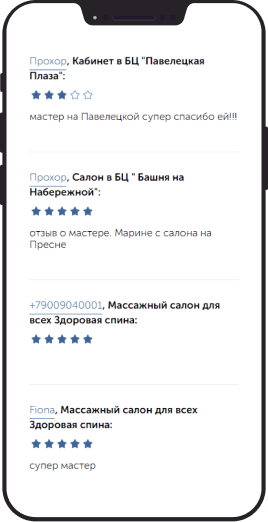 Прохор, Кабинет в БЦ "Павелецкая
Плаза":
мастер на Павелецкой супер спасибо ей!!!
Прохор, Салон в БЦ " Башня на
Набережной":
отзыв о мастере. Марине с салона на
Пресне
+79009040001, Массажный салон для
всех Здоровая спина:
Fiona, Массажный салон для всех
Здоровая спина:
супер мастер